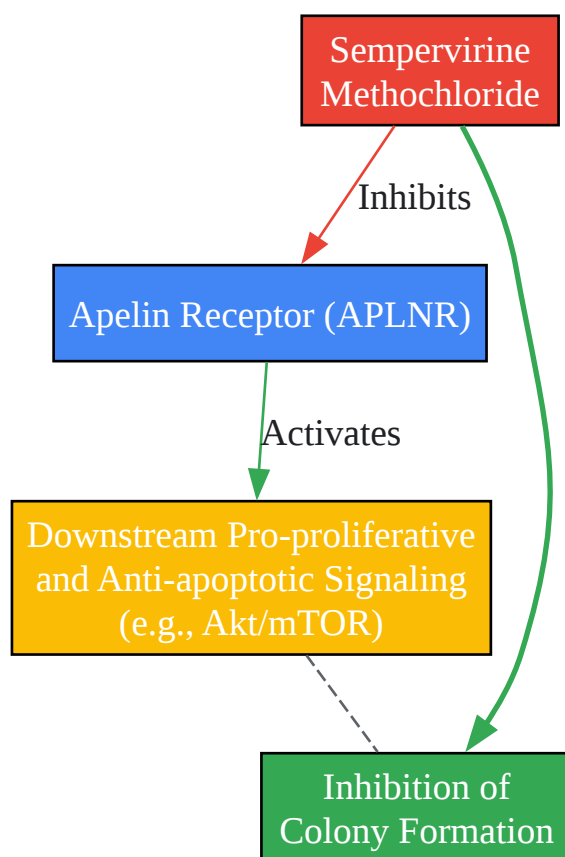 Sempervirine
Methochloride
Inhibits
Apelin Receptor (APLNR)
Activates
Downstream Pro-proliferative
and Anti-apoptotic Signaling
(e.g., Akt/mTOR)
Inhibition of
Colony Formation